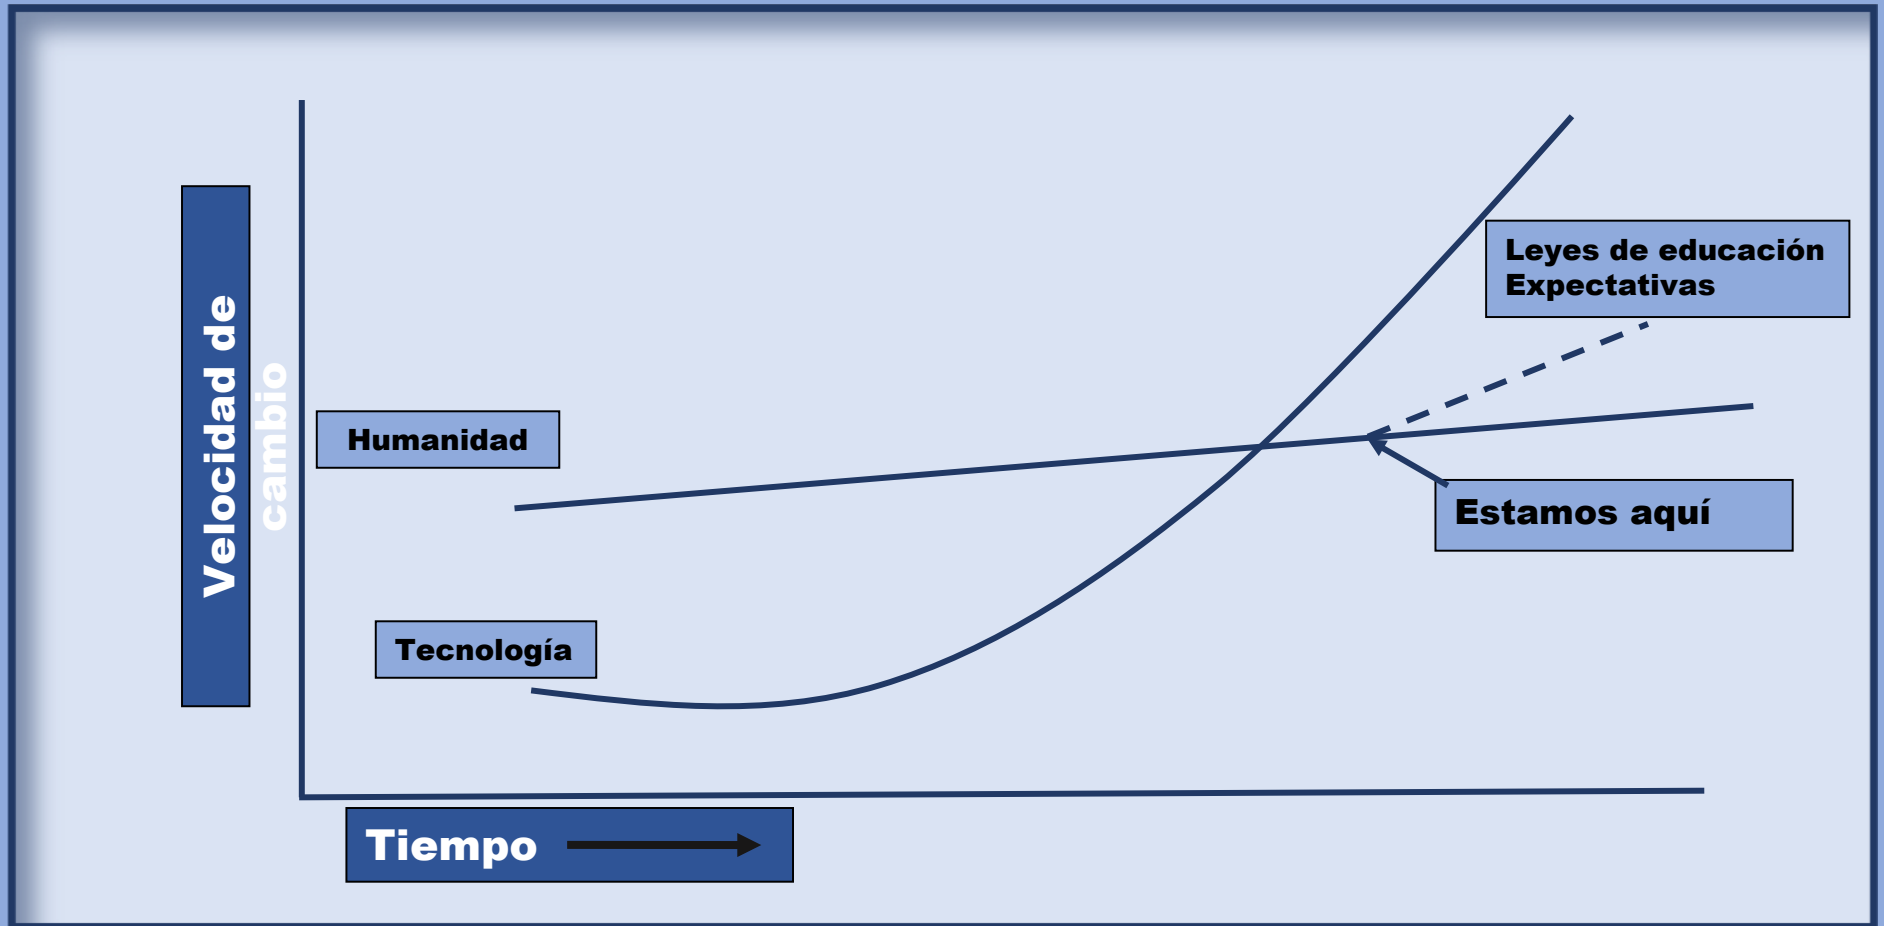 Leyes de educación
Expectativas
Velocidad de
cambio
Humanidad
Estamos aquí
Tecnología
Tiempo